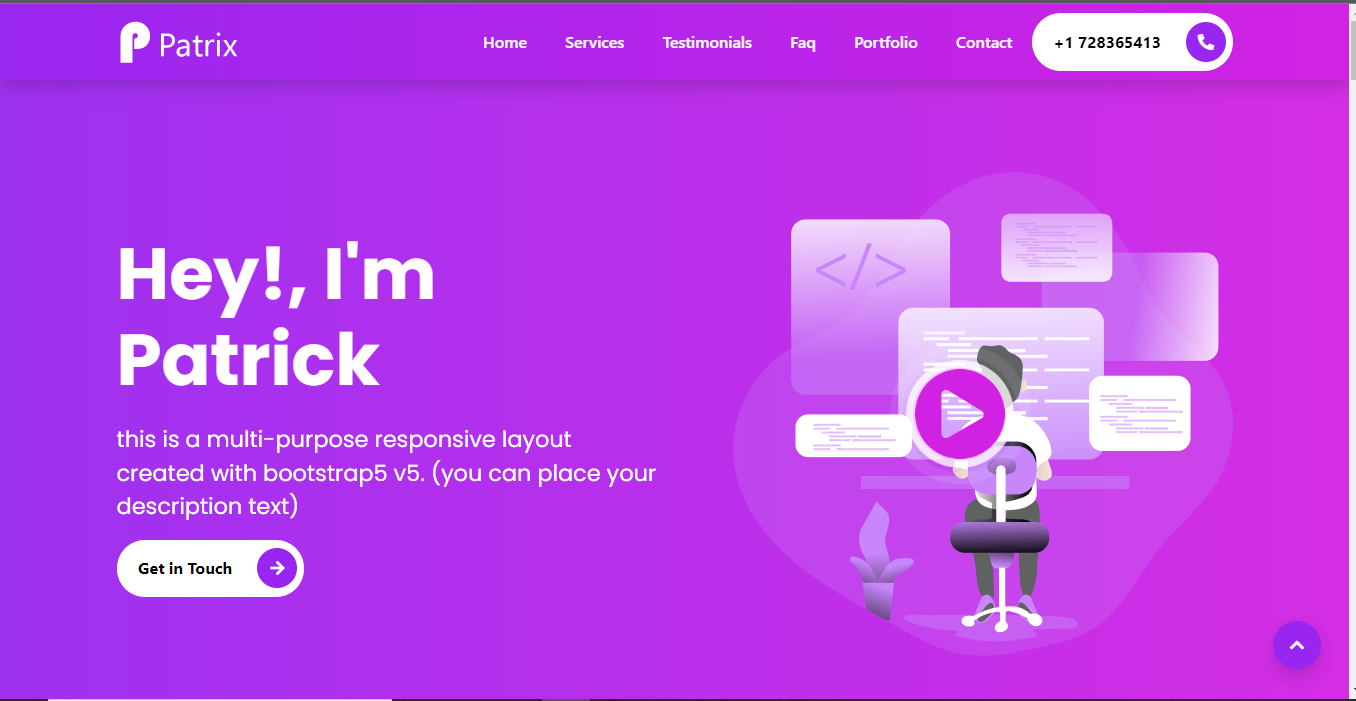 Patrix
Home Services Testimonials Faq Portfolio Contact +1 728365413
Hey!, I'm
Patrick
</>
this is a multi-purpose responsive layout
created with bootstrap5 v5. (you can place your
description text)
Get in Touch